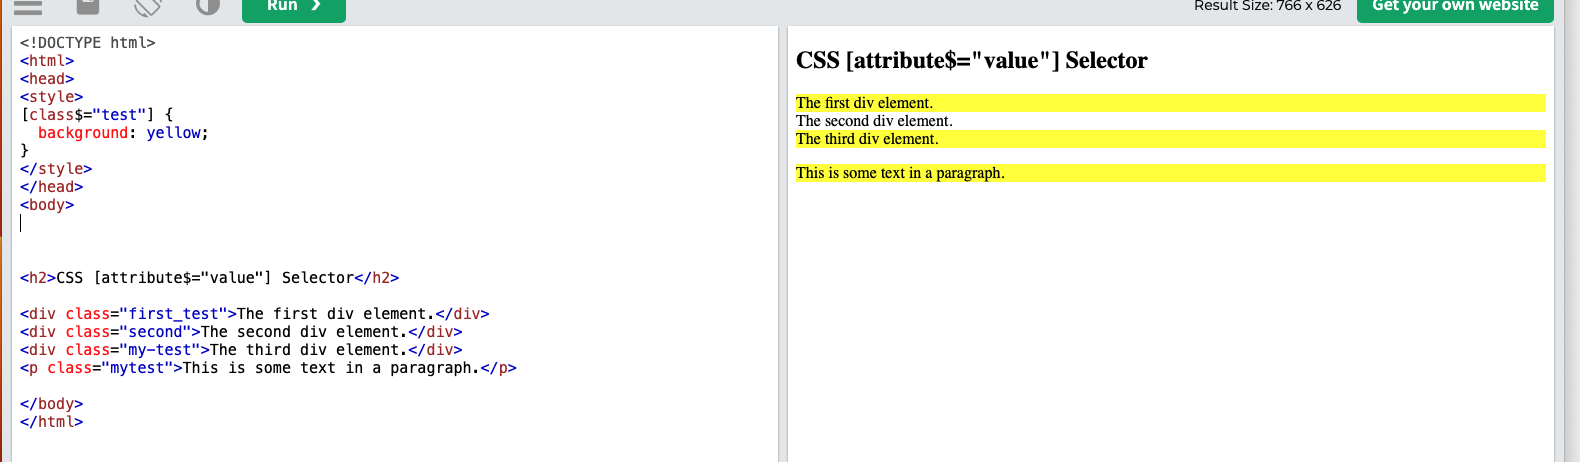 Run ❯
Result Size: 766 x 626
Get your own website
<!DOCTYPE html>
<html>
<head>
<style>
[class$="test"] {
  background: yellow;
}
</style>
</head>
<body>
<h2>CSS [attribute$="value"] Selector</h2>
<div class="first_test">The first div element.</div>
<div class="second">The second div element.</div>
<div class="my-test">The third div element.</div>
<p class="mytest">This is some text in a paragraph.</p>
</body>
</html>
CSS [attribute$="value"] Selector
The first div element.
The second div element.
The third div element.
This is some text in a paragraph.